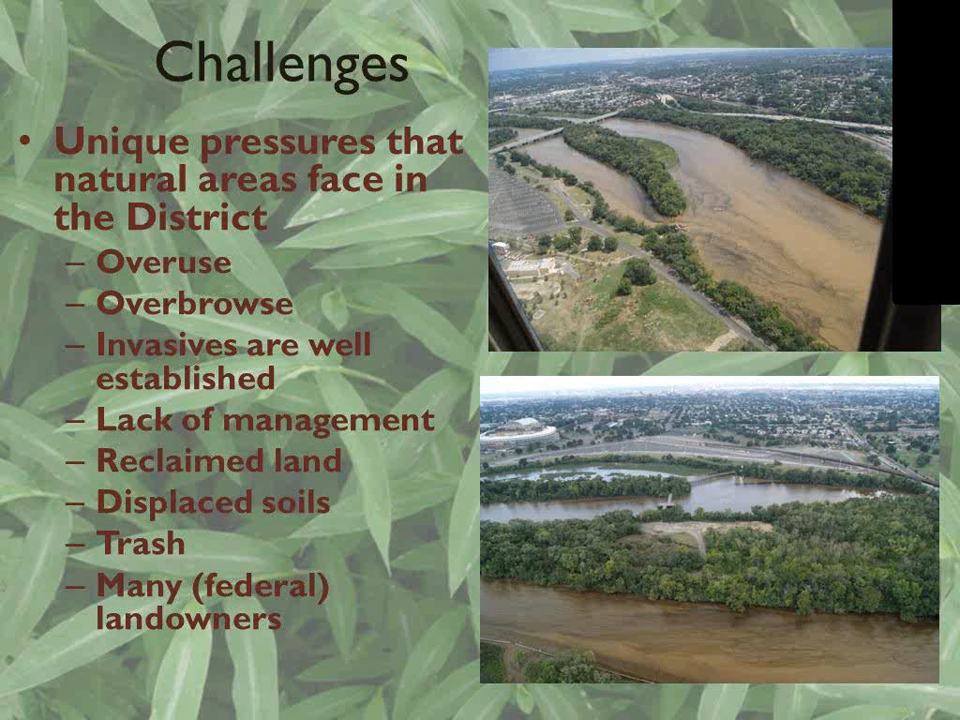 Challenges
• Unique pressures that
natural areas face in
the District
– Overuse
– Overbrowse
– Invasives are well
established
– Lack of management
– Reclaimed land
– Displaced soils
– Trash
– Many (federal)
landowners